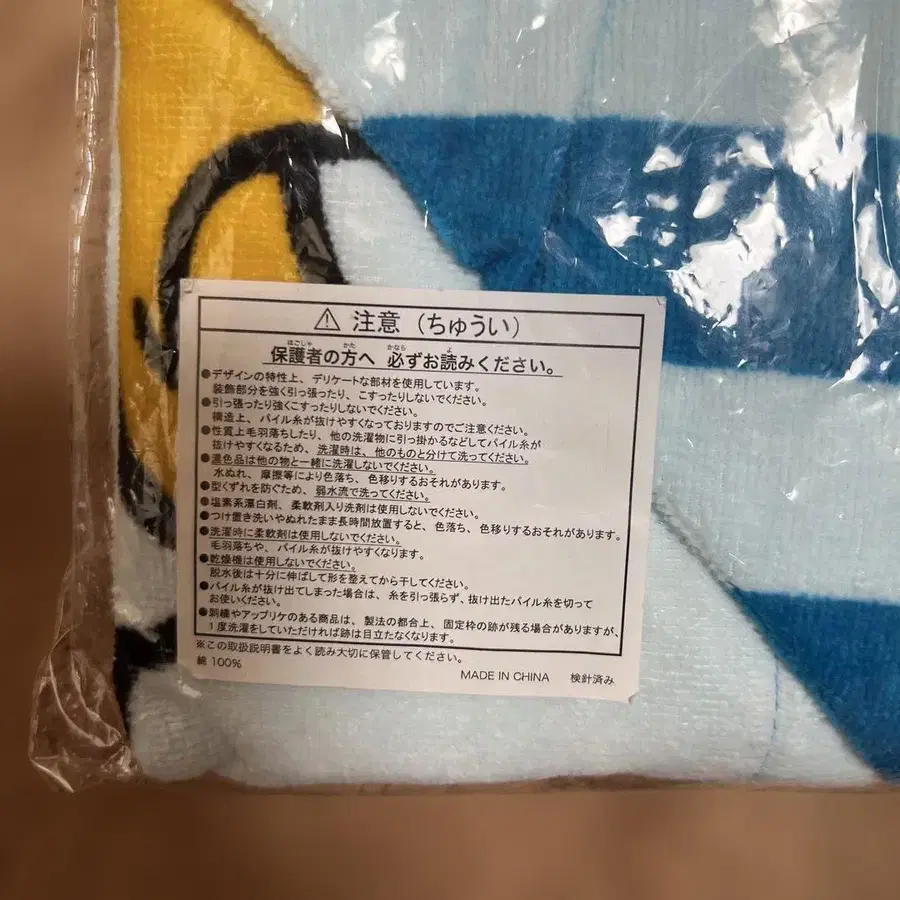 ⚠ 注意（ちゅうい）
保護者の方へ 必ずお読みください。
ほごしゃ かた かなら よ
●デザインの特性上、デリケートな部材を使用しています。
装飾部分を強く引っ張ったり、こすったりしないでください。
●引っ張ったり強くこすったりしないでください。
構造上、パイル糸が抜けやすくなっておりますのでご注意ください。
●性質上毛羽落ちしたり、他の洗濯物に引っ掛かるなどしてパイル糸が
抜けやすくなるため、洗濯時は、他のものと分けて洗ってください。
●濃色品は他の物と一緒に洗濯しないでください。
水ぬれ、摩擦等により色落ち、色移りするおそれがあります。
●型くずれを防ぐため、弱水流で洗ってください。
●塩素系漂白剤、柔軟剤入り洗剤は使用しないでください。
●つけ置き洗いやぬれたまま長時間放置すると、色落ち、色移りするおそれがあります。
●洗濯時に柔軟剤は使用しないでください。
毛羽落ちや、パイル糸が抜けやすくなります。
●乾燥機は使用しないでください。
脱水後は十分に伸ばして形を整えてから干してください。
●パイル糸が抜け出てしまった場合は、糸を引っ張らず、抜け出たパイル糸を切って
お使いください。
●刺繍やアップリケのある商品は、製法の都合上、固定枠の跡が残る場合がありますが、
1度洗濯をしていただければ跡は目立たなくなります。
※この取扱説明書をよく読み大切に保管してください。
綿 100%
MADE IN CHINA 検針済み